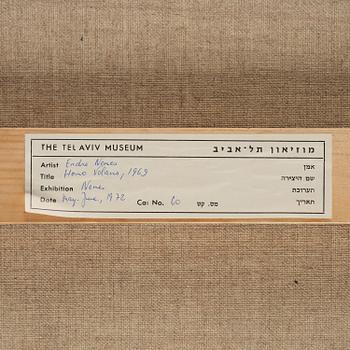 THE TEL AVIV MUSEUM מוזיאון תל־אביב
Artist Endre Nemes אמן
Title Homo Volans, 1969 שם היצירה
Exhibition Nemes תערוכת
Date May-June, 1972 Cat No. 60 מס. קט תאריך